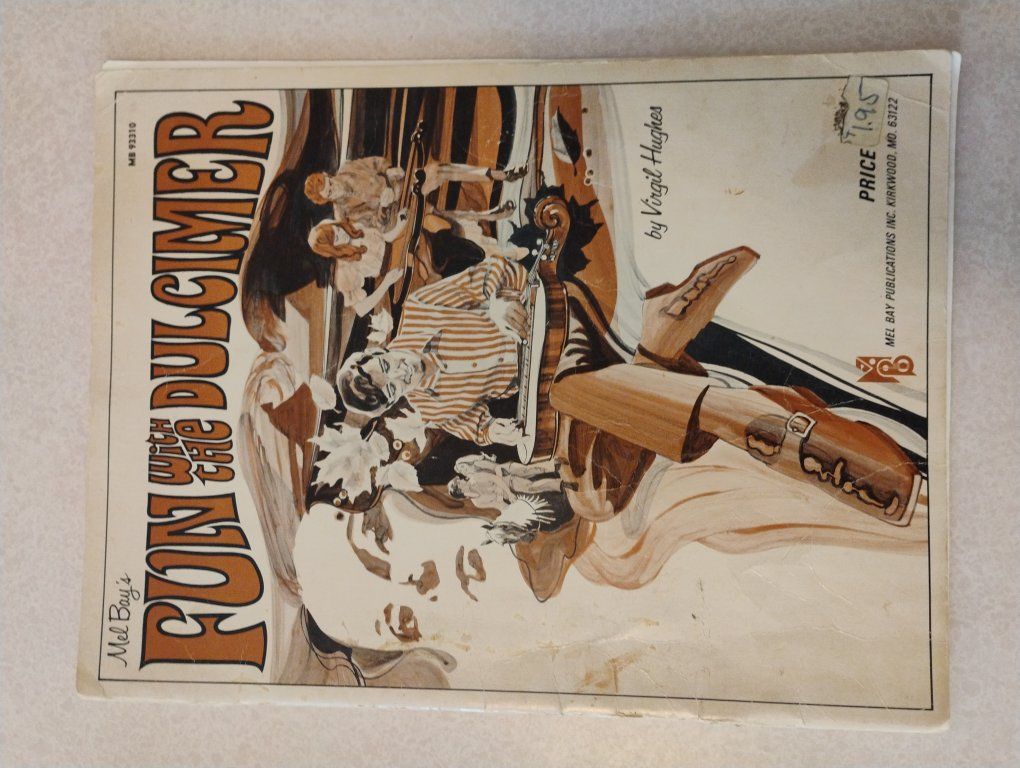 MB 93310
Mel Bay's
FUN WITH THE DULCIMER
by Virgil Hughes
PRICE $1.95
MEL BAY PUBLICATIONS INC. KIRKWOOD, MO. 63122